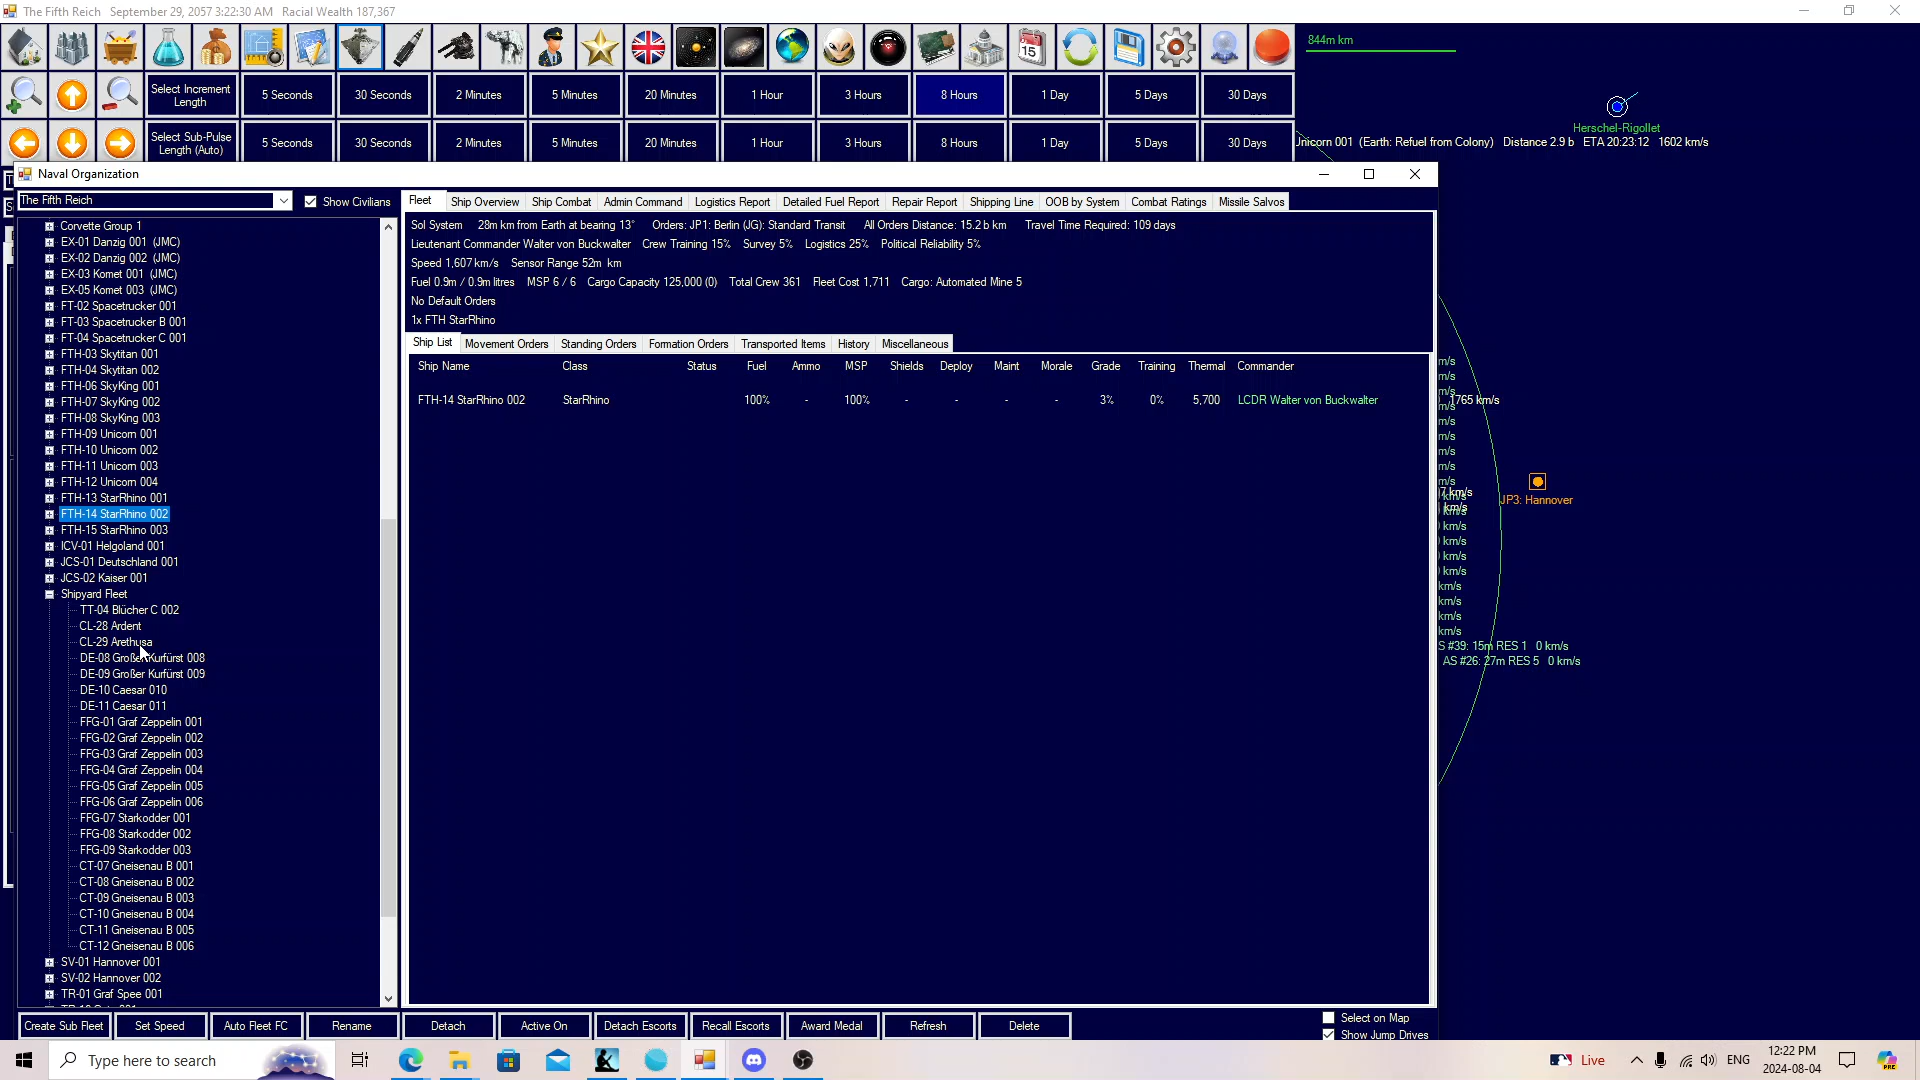 The Fifth Reich   September 29, 2057 3:22:30 AM   Racial Wealth 187,367
844m km
Select Increment Length
5 Seconds
30 Seconds
2 Minutes
5 Minutes
20 Minutes
1 Hour
3 Hours
8 Hours
1 Day
5 Days
30 Days
Herschel-Rigollet
Select Sub-Pulse Length (Auto)
5 Seconds
30 Seconds
2 Minutes
5 Minutes
20 Minutes
1 Hour
3 Hours
8 Hours
1 Day
5 Days
30 Days
Unicorn 001  (Earth: Refuel from Colony)  Distance 2.9 b  ETA 20:23:12  1602 km/s
Naval Organization
The Fifth Reich
Show Civilians
Corvette Group 1
EX-01 Danzig 001  (JMC)
EX-02 Danzig 002  (JMC)
EX-03 Komet 001  (JMC)
EX-05 Komet 003  (JMC)
FT-02 Spacetrucker 001
FT-03 Spacetrucker B 001
FT-04 Spacetrucker C 001
FTH-03 Skytitan 001
FTH-04 Skytitan 002
FTH-06 SkyKing 001
FTH-07 SkyKing 002
FTH-08 SkyKing 003
FTH-09 Unicorn 001
FTH-10 Unicorn 002
FTH-11 Unicorn 003
FTH-12 Unicorn 004
FTH-13 StarRhino 001
FTH-14 StarRhino 002
FTH-15 StarRhino 003
ICV-01 Helgoland 001
JCS-01 Deutschland 001
JCS-02 Kaiser 001
Shipyard Fleet
TT-04 Blücher C 002
CL-28 Ardent
CL-29 Arethusa
DE-08 Großer Kurfürst 008
DE-09 Großer Kurfürst 009
DE-10 Caesar 010
DE-11 Caesar 011
FFG-01 Graf Zeppelin 001
FFG-02 Graf Zeppelin 002
FFG-03 Graf Zeppelin 003
FFG-04 Graf Zeppelin 004
FFG-05 Graf Zeppelin 005
FFG-06 Graf Zeppelin 006
FFG-07 Starkodder 001
FFG-08 Starkodder 002
FFG-09 Starkodder 003
CT-07 Gneisenau B 001
CT-08 Gneisenau B 002
CT-09 Gneisenau B 003
CT-10 Gneisenau B 004
CT-11 Gneisenau B 005
CT-12 Gneisenau B 006
SV-01 Hannover 001
SV-02 Hannover 002
TR-01 Graf Spee 001
Fleet
Ship Overview
Ship Combat
Admin Command
Logistics Report
Detailed Fuel Report
Repair Report
Shipping Line
OOB by System
Combat Ratings
Missile Salvos
Sol System   28m km from Earth at bearing 13°   Orders: JP1: Berlin (JG): Standard Transit   All Orders Distance: 15.2 b km   Travel Time Required: 109 days
Lieutenant Commander Walter von Buckwalter   Crew Training 15%   Survey 5%   Logistics 25%   Political Reliability 5%
Speed 1,607 km/s   Sensor Range 52m  km
Fuel 0.9m / 0.9m litres   MSP 6 / 6   Cargo Capacity 125,000 (0)   Total Crew 361   Fleet Cost 1,711   Cargo: Automated Mine 5
No Default Orders
1x FTH StarRhino
Ship List
Movement Orders
Standing Orders
Formation Orders
Transported Items
History
Miscellaneous
Ship Name   Class   Status   Fuel   Ammo   MSP   Shields   Deploy   Maint   Morale   Grade   Training   Thermal   Commander
FTH-14 StarRhino 002   StarRhino   100%   -   100%   -   -   -   -   3%   0%   5,700   LCDR Walter von Buckwalter
m/s
m/s
m/s
1765 km/s
m/s
m/s
m/s
m/s
m/s
7 km/s
km/s
JP3: Hannover
km/s
km/s
km/s
km/s
km/s
km/s
km/s
km/s
km/s
S #39: 15m RES 1   0 km/s
AS #26: 27m RES 5   0 km/s
Create Sub Fleet
Set Speed
Auto Fleet FC
Rename
Detach
Active On
Detach Escorts
Recall Escorts
Award Medal
Refresh
Delete
Select on Map
Show Jump Drives
Type here to search
Live
ENG
12:22 PM
2024-08-04
PRE